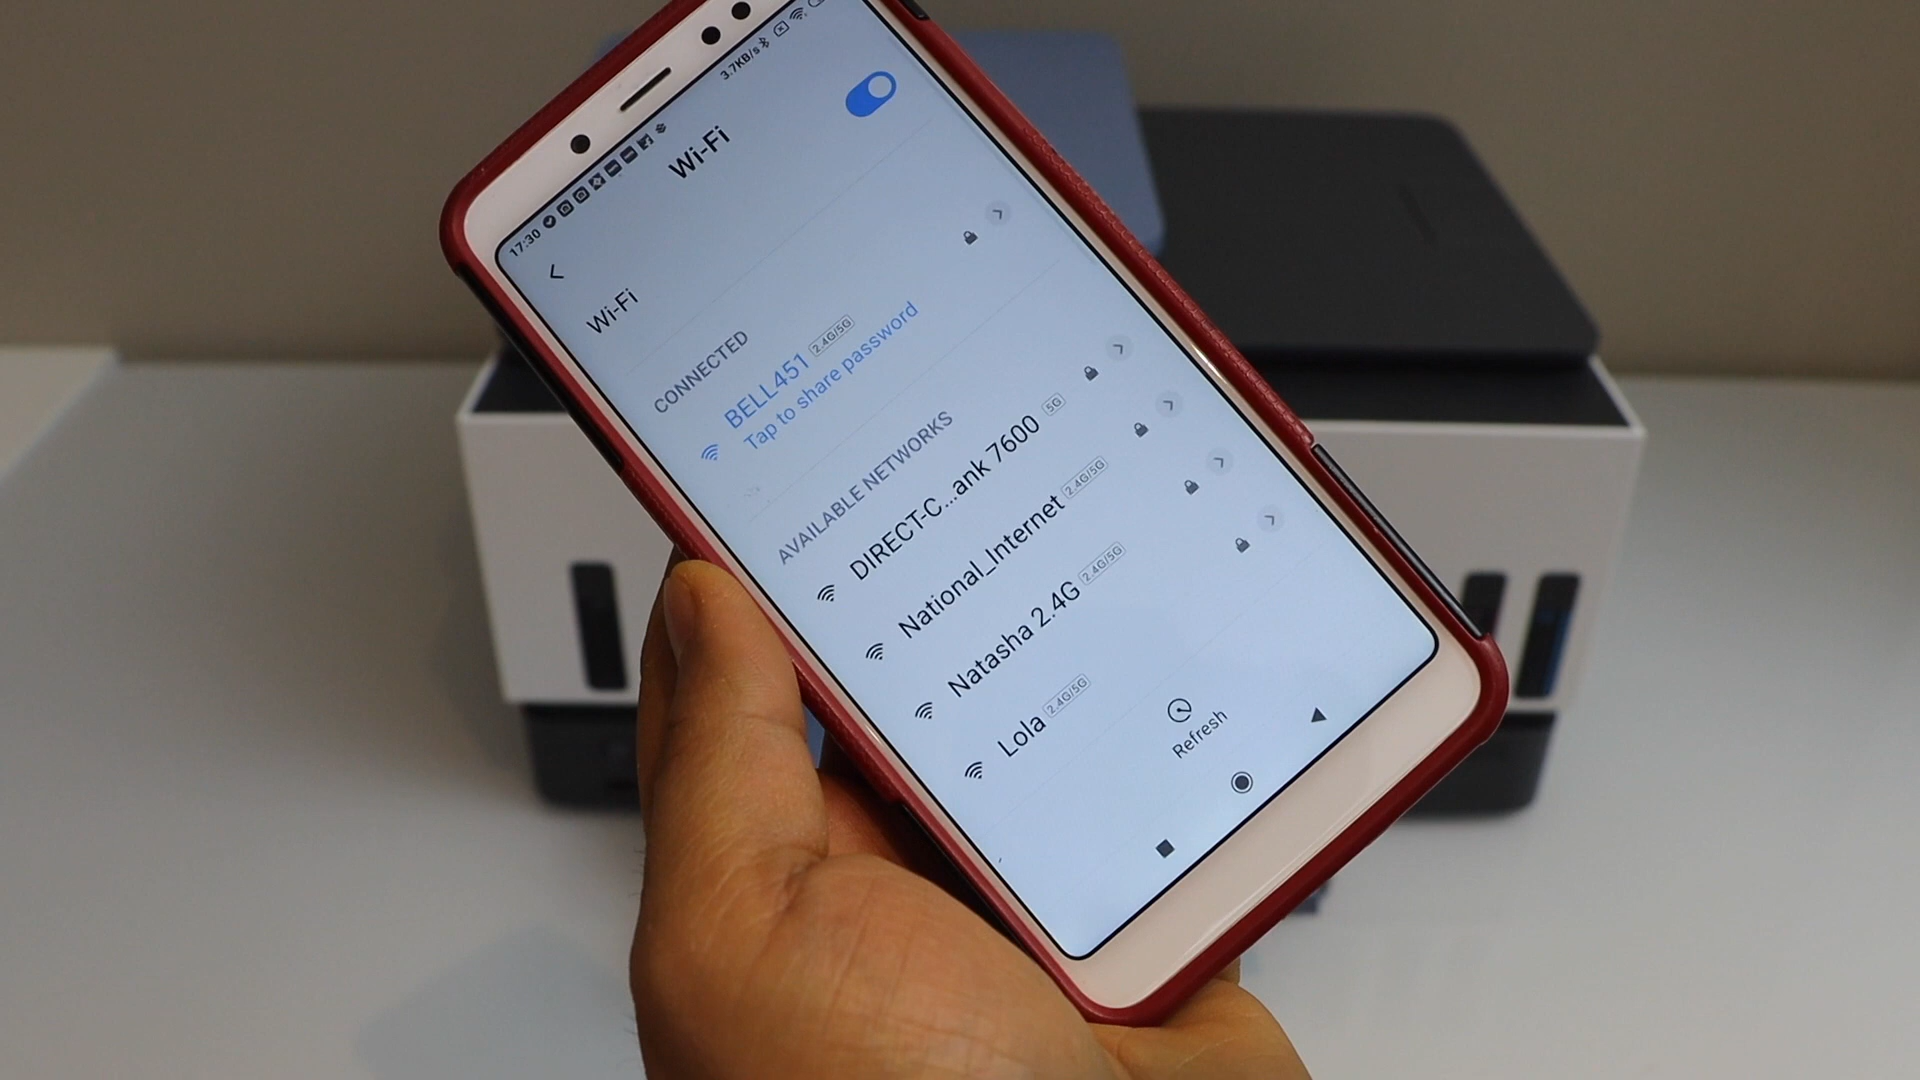 17:30
3.7KB/s
Wi-Fi
Wi-Fi
CONNECTED
BELL451 2.4G/5G
Tap to share password
AVAILABLE NETWORKS
DIRECT-C...ank 7600 5G
National_Internet 2.4G/5G
Natasha 2.4G 2.4G/5G
Lola 2.4G/5G
Refresh